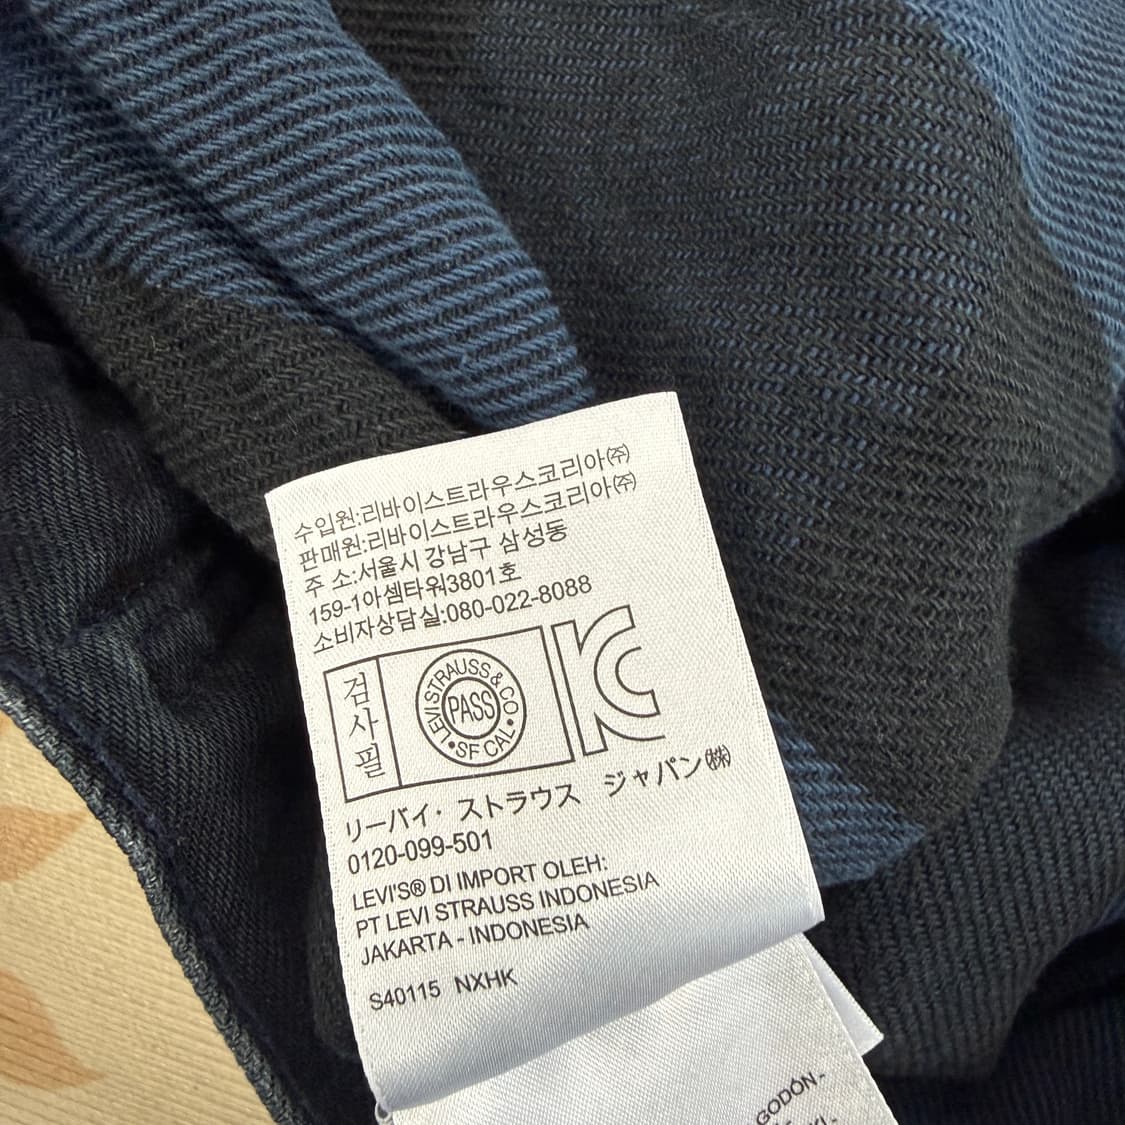 수입원:리바이스트라우스코리아㈜
판매원:리바이스트라우스코리아㈜
주 소:서울시 강남구 삼성동
159-1아셈타워3801호
소비자상담실:080-022-8088
검사필
LEVI STRAUSS & CO.
PASS
• SF CAL •
リーバイ・ストラウス ジャパン㈱
0120-099-501
LEVI'S® DI IMPORT OLEH:
PT LEVI STRAUSS INDONESIA
JAKARTA - INDONESIA
S40115 NXHK